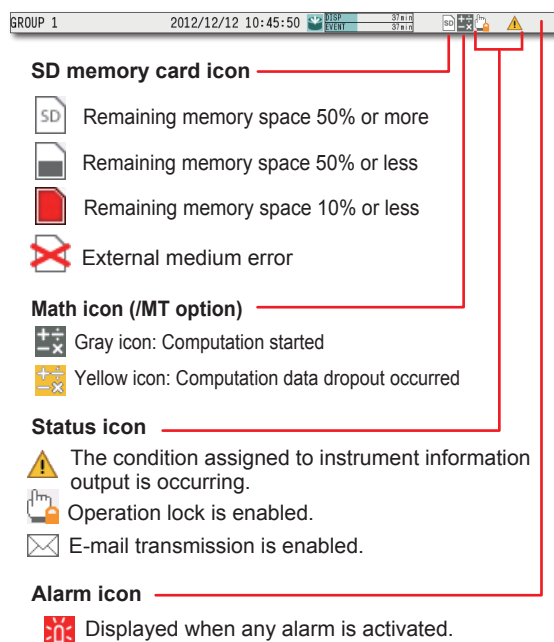 GROUP 1 2012/12/12 10:45:50 DISP 37min
EVENT 37min
SD
SD memory card icon
SD Remaining memory space 50% or more
Remaining memory space 50% or less
Remaining memory space 10% or less
External medium error
Math icon (/MT option)
Gray icon: Computation started
Yellow icon: Computation data dropout occurred
Status icon
The condition assigned to instrument information
output is occurring.
Operation lock is enabled.
E-mail transmission is enabled.
Alarm icon
Displayed when any alarm is activated.